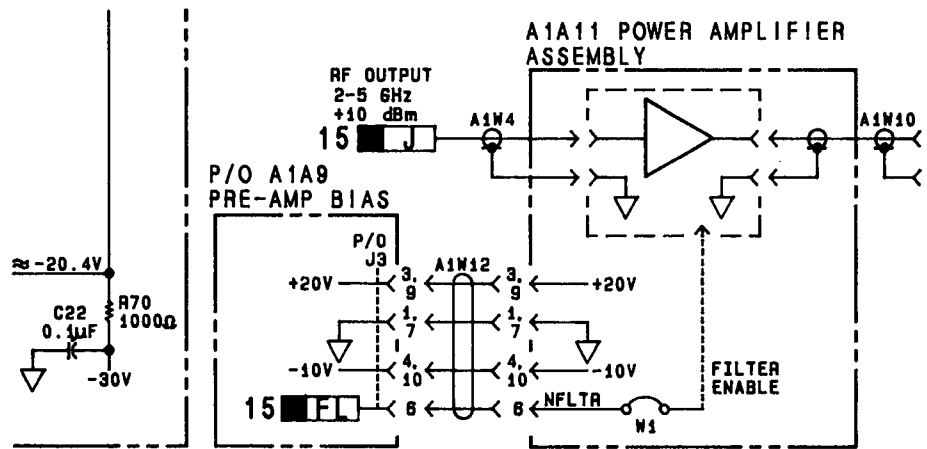 A1A11 POWER AMPLIFIER
ASSEMBLY
RF OUTPUT
2-5 GHz
+10 dBm
15 J
A1W4
A1W10
P/O A1A9
PRE-AMP BIAS
P/O
J3
A1W12
≈-20.4V
R70
1000Ω
C22
0.1µF
-30V
+20V
3,
9
3,
9
+20V
1,
7
1,
7
-10V
4,
10
4,
10
-10V
15 FL
6
6
NFLTR
W1
FILTER
ENABLE